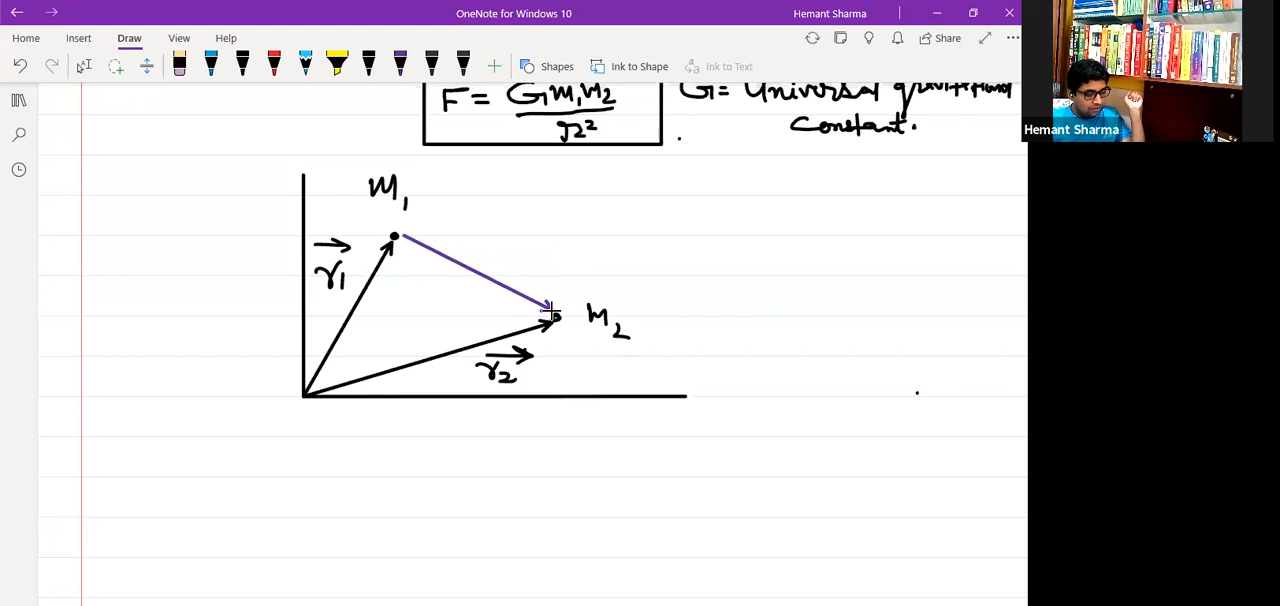 OneNote for Windows 10
Hemant Sharma
Home Insert Draw View Help
Share
Shapes
Ink to Shape
Ink to Text
F = Gm₁m₂
r²
G = Universal gravitational
Constant.
Hemant Sharma
M₁
r₁
M₂
r₂